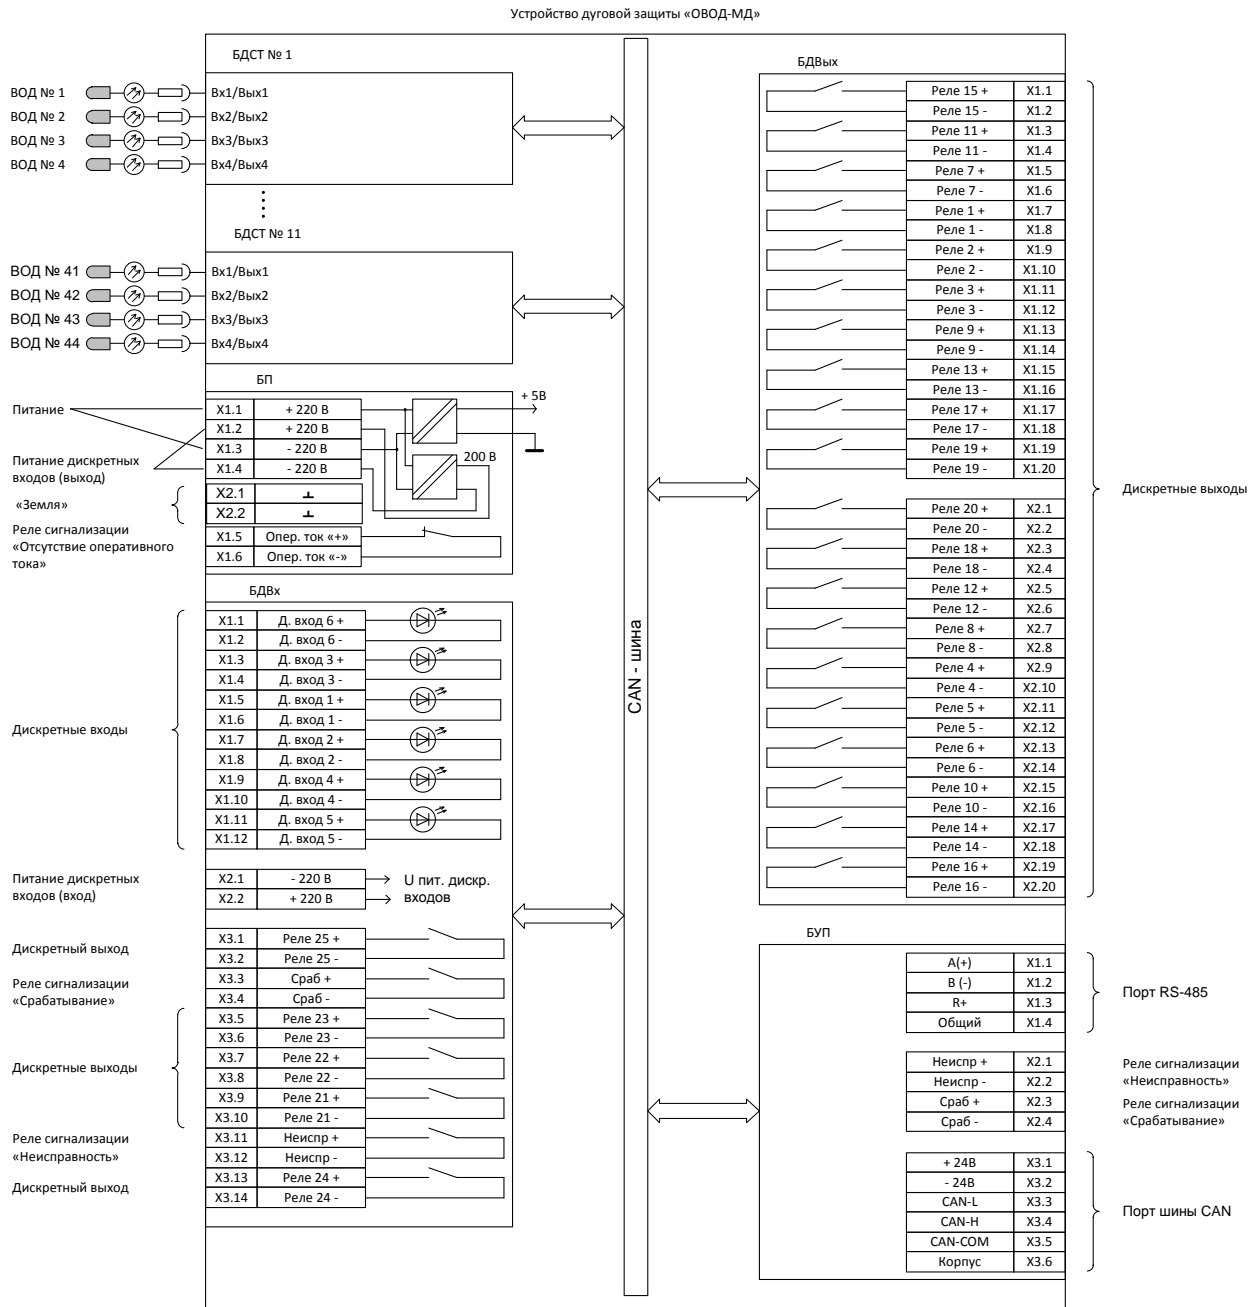 Устройство дуговой защиты «ОВОД-МД»
БДСТ № 1
ВОД № 1 Вх1/Вых1
ВОД № 2 Вх2/Вых2
ВОД № 3 Вх3/Вых3
ВОД № 4 Вх4/Вых4
БДСТ № 11
ВОД № 41 Вх1/Вых1
ВОД № 42 Вх2/Вых2
ВОД № 43 Вх3/Вых3
ВОД № 44 Вх4/Вых4
БП
Питание
Питание дискретных
входов (выход)
«Земля»
Реле сигнализации
«Отсутствие оперативного
тока»
X1.1 + 220 В
X1.2 + 220 В
X1.3 - 220 В
X1.4 - 220 В
X2.1
X2.2
X1.5 Опер. ток «+»
X1.6 Опер. ток «-»
+ 5В
200 В
БДВх
Дискретные входы
X1.1 Д. вход 6 +
X1.2 Д. вход 6 -
X1.3 Д. вход 3 +
X1.4 Д. вход 3 -
X1.5 Д. вход 1 +
X1.6 Д. вход 1 -
X1.7 Д. вход 2 +
X1.8 Д. вход 2 -
X1.9 Д. вход 4 +
X1.10 Д. вход 4 -
X1.11 Д. вход 5 +
X1.12 Д. вход 5 -
Питание дискретных
входов (вход)
X2.1 - 220 В
X2.2 + 220 В
U пит. дискр.
входов
Дискретный выход
Реле сигнализации
«Срабатывание»
Дискретные выходы
Реле сигнализации
«Неисправность»
Дискретный выход
X3.1 Реле 25 +
X3.2 Реле 25 -
X3.3 Сраб +
X3.4 Сраб -
X3.5 Реле 23 +
X3.6 Реле 23 -
X3.7 Реле 22 +
X3.8 Реле 22 -
X3.9 Реле 21 +
X3.10 Реле 21 -
X3.11 Неиспр +
X3.12 Неиспр -
X3.13 Реле 24 +
X3.14 Реле 24 -
CAN - шина
БДВых
Реле 15 + X1.1
Реле 15 - X1.2
Реле 11 + X1.3
Реле 11 - X1.4
Реле 7 + X1.5
Реле 7 - X1.6
Реле 1 + X1.7
Реле 1 - X1.8
Реле 2 + X1.9
Реле 2 - X1.10
Реле 3 + X1.11
Реле 3 - X1.12
Реле 9 + X1.13
Реле 9 - X1.14
Реле 13 + X1.15
Реле 13 - X1.16
Реле 17 + X1.17
Реле 17 - X1.18
Реле 19 + X1.19
Реле 19 - X1.20
Реле 20 + X2.1
Реле 20 - X2.2
Реле 18 + X2.3
Реле 18 - X2.4
Реле 12 + X2.5
Реле 12 - X2.6
Реле 8 + X2.7
Реле 8 - X2.8
Реле 4 + X2.9
Реле 4 - X2.10
Реле 5 + X2.11
Реле 5 - X2.12
Реле 6 + X2.13
Реле 6 - X2.14
Реле 10 + X2.15
Реле 10 - X2.16
Реле 14 + X2.17
Реле 14 - X2.18
Реле 16 + X2.19
Реле 16 - X2.20
Дискретные выходы
БУП
A(+) X1.1
B (-) X1.2
R+ X1.3
Общий X1.4
Порт RS-485
Неиспр + X2.1
Неиспр - X2.2
Сраб + X2.3
Сраб - X2.4
Реле сигнализации
«Неисправность»
Реле сигнализации
«Срабатывание»
+ 24В X3.1
- 24В X3.2
CAN-L X3.3
CAN-H X3.4
CAN-COM X3.5
Корпус X3.6
Порт шины CAN